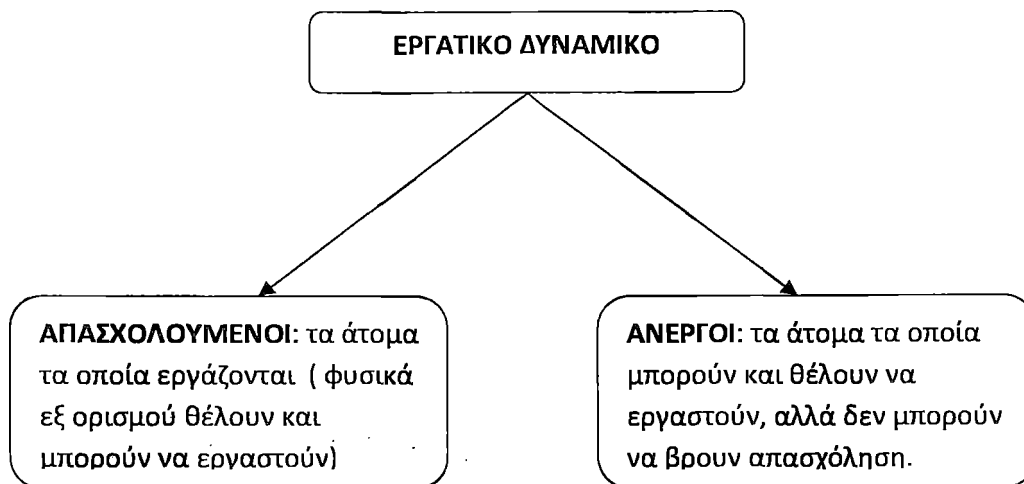 ΕΡΓΑΤΙΚΟ ΔΥΝΑΜΙΚΟ
ΑΠΑΣΧΟΛΟΥΜΕΝΟΙ: τα άτομα
τα οποία εργάζονται ( φυσικά
εξ ορισμού θέλουν και
μπορούν να εργαστούν)
ΑΝΕΡΓΟΙ: τα άτομα τα οποία
μπορούν και θέλουν να
εργαστούν, αλλά δεν μπορούν
να βρουν απασχόληση.